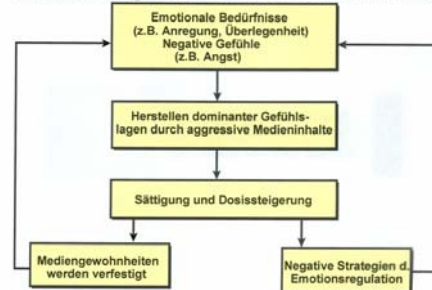 Emotionale Bedürfnisse
(z.B. Anregung, Überlegenheit)
Negative Gefühle
(z.B. Angst)
Herstellen dominanter Gefühls-
lagen durch aggressive Medieninhalte
Sättigung und Dosissteigerung
Mediengewohnheiten
werden verfestigt
Negative Strategien d.
Emotionsregulation